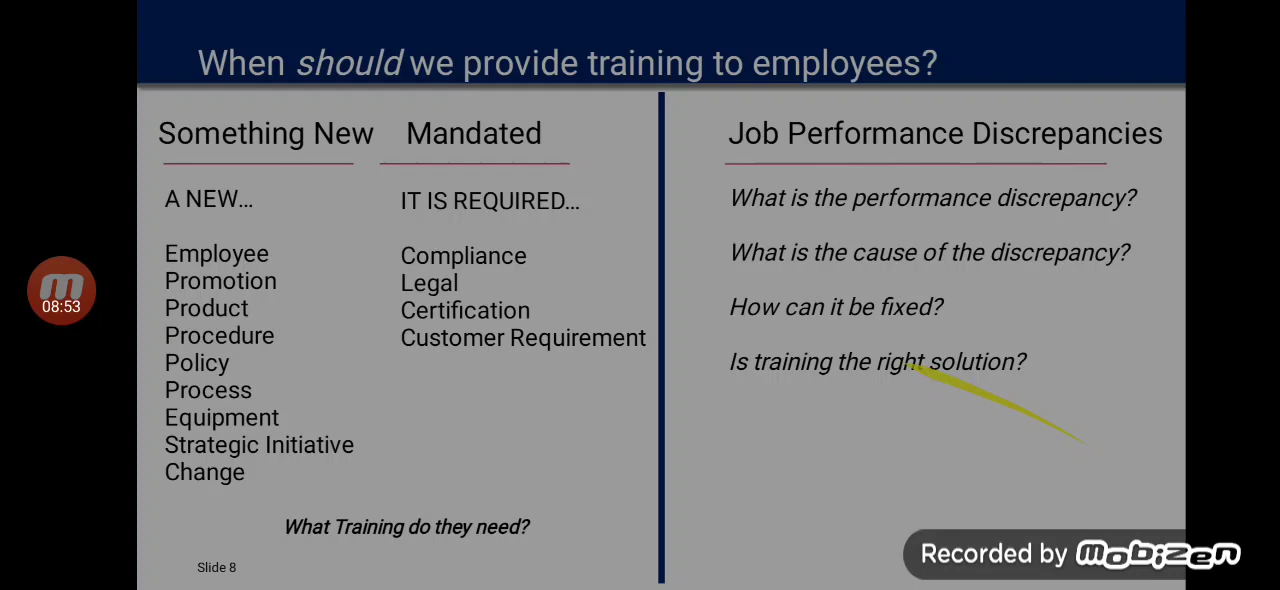 When should we provide training to employees?
Something New
A NEW...
Employee
Promotion
Product
Procedure
Policy
Process
Equipment
Strategic Initiative
Change
Mandated
IT IS REQUIRED...
Compliance
Legal
Certification
Customer Requirement
What Training do they need?
Job Performance Discrepancies
What is the performance discrepancy?
What is the cause of the discrepancy?
How can it be fixed?
Is training the right solution?
Slide 8
08:53
Recorded by mobizen